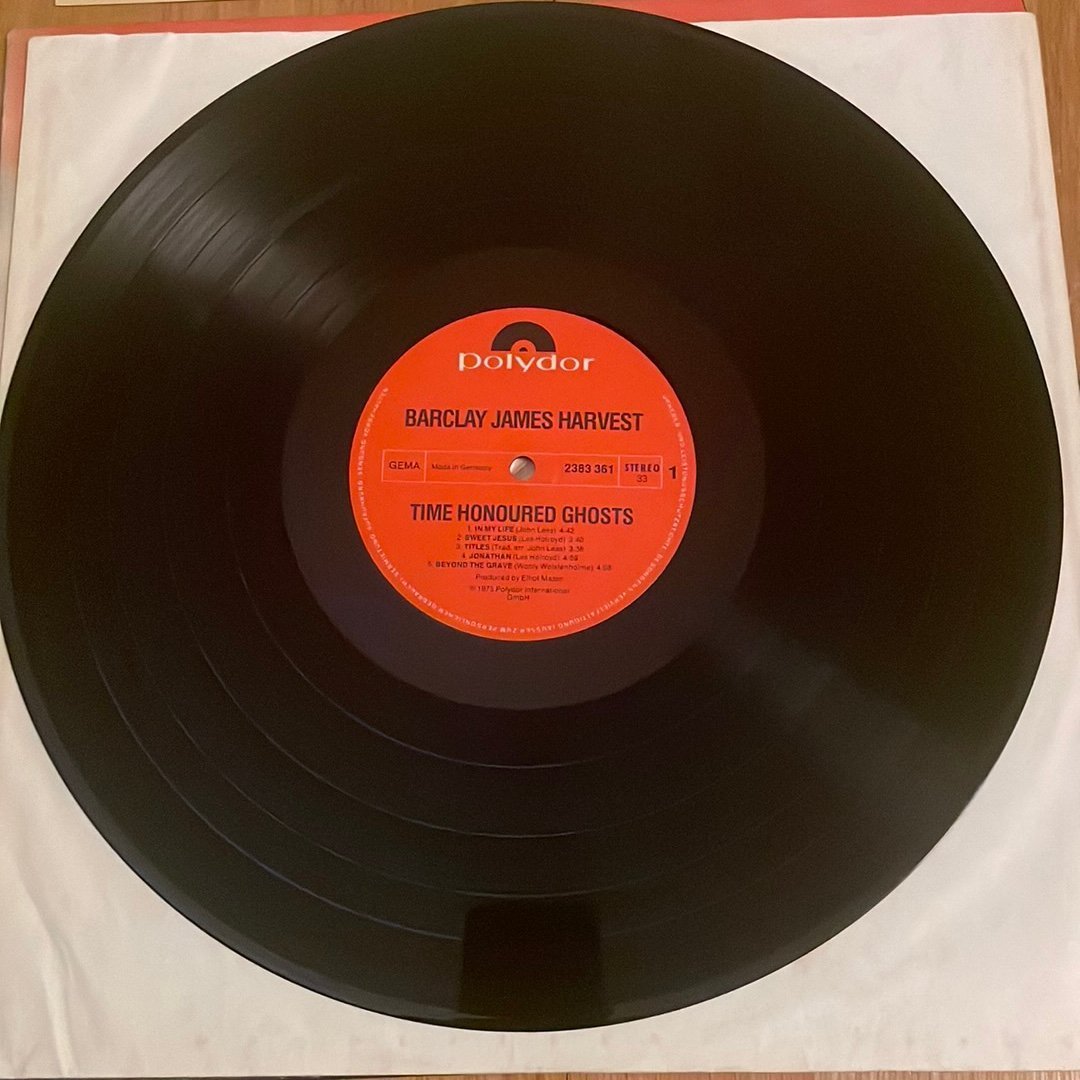 polydor
BARCLAY JAMES HARVEST
GEMA Made in Germany 2383 361 STEREO 33 1
TIME HONOURED GHOSTS
1. IN MY LIFE (John Lees) 4:42
2. SWEET JESUS (Les Holroyd) 3:40
3. TITLES (Trad. arr. John Lees) 3:38
4. JONATHAN (Les Holroyd)
5. BEYOND THE GRAVE (Wooly Wolstenholme) 4:08
Produced by Elliot Mazer
℗ 1975 Polydor International
GmbH